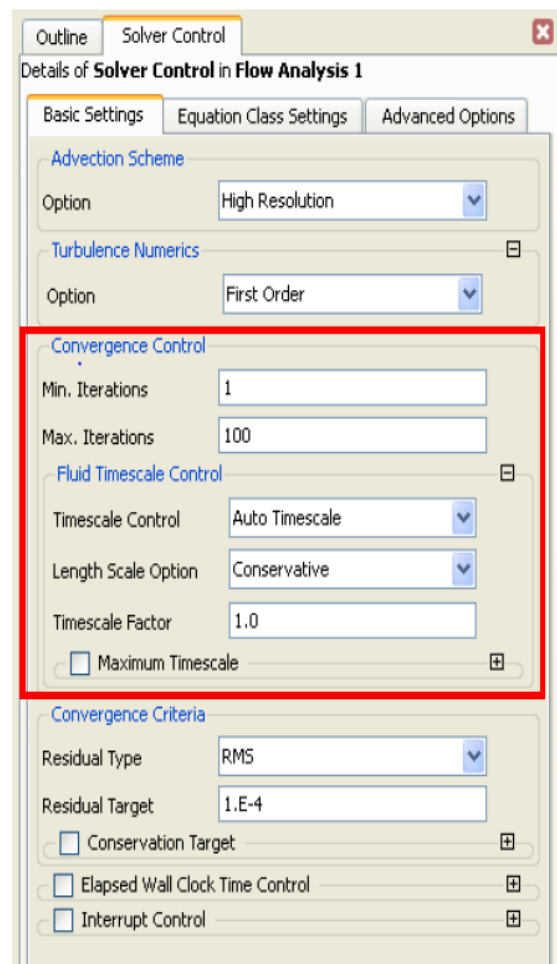 Outline Solver Control
Details of Solver Control in Flow Analysis 1
Basic Settings Equation Class Settings Advanced Options
Advection Scheme
Option High Resolution
Turbulence Numerics
Option First Order
Convergence Control
Min. Iterations 1
Max. Iterations 100
Fluid Timescale Control
Timescale Control Auto Timescale
Length Scale Option Conservative
Timescale Factor 1.0
Maximum Timescale
Convergence Criteria
Residual Type RMS
Residual Target 1.E-4
Conservation Target
Elapsed Wall Clock Time Control
Interrupt Control